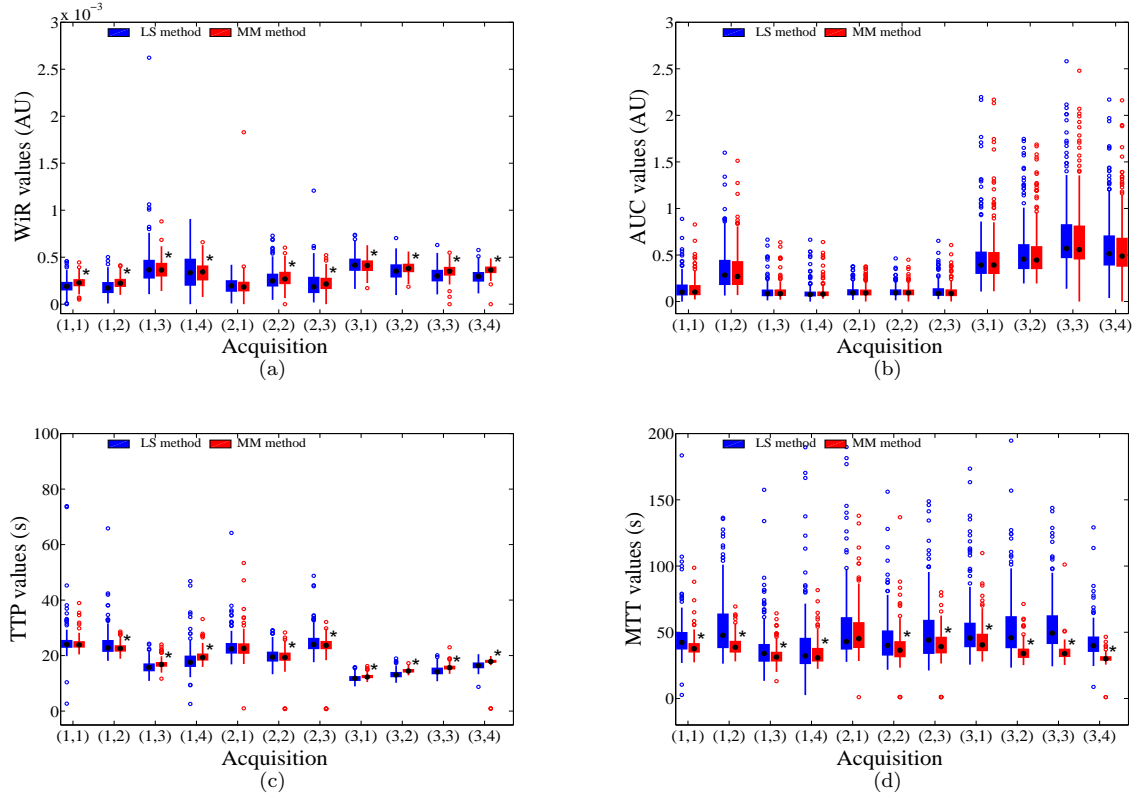 x 10⁻³
3
2.5
2
1.5
1
0.5
0
WiR values (AU)
LS method MM method
* * * * * * * * * *
(1,1) (1,2) (1,3) (1,4) (2,1) (2,2) (2,3) (3,1) (3,2) (3,3) (3,4)
Acquisition
(a)
3
2.5
2
1.5
1
0.5
0
AUC values (AU)
LS method MM method
(1,1) (1,2) (1,3) (1,4) (2,1) (2,2) (2,3) (3,1) (3,2) (3,3) (3,4)
Acquisition
(b)
100
80
60
40
20
0
TTP values (s)
LS method MM method
* * * * * * * * *
(1,1) (1,2) (1,3) (1,4) (2,1) (2,2) (2,3) (3,1) (3,2) (3,3) (3,4)
Acquisition
(c)
200
150
100
50
0
MTT values (s)
LS method MM method
* * * * * * * * * *
(1,1) (1,2) (1,3) (1,4) (2,1) (2,2) (2,3) (3,1) (3,2) (3,3) (3,4)
Acquisition
(d)